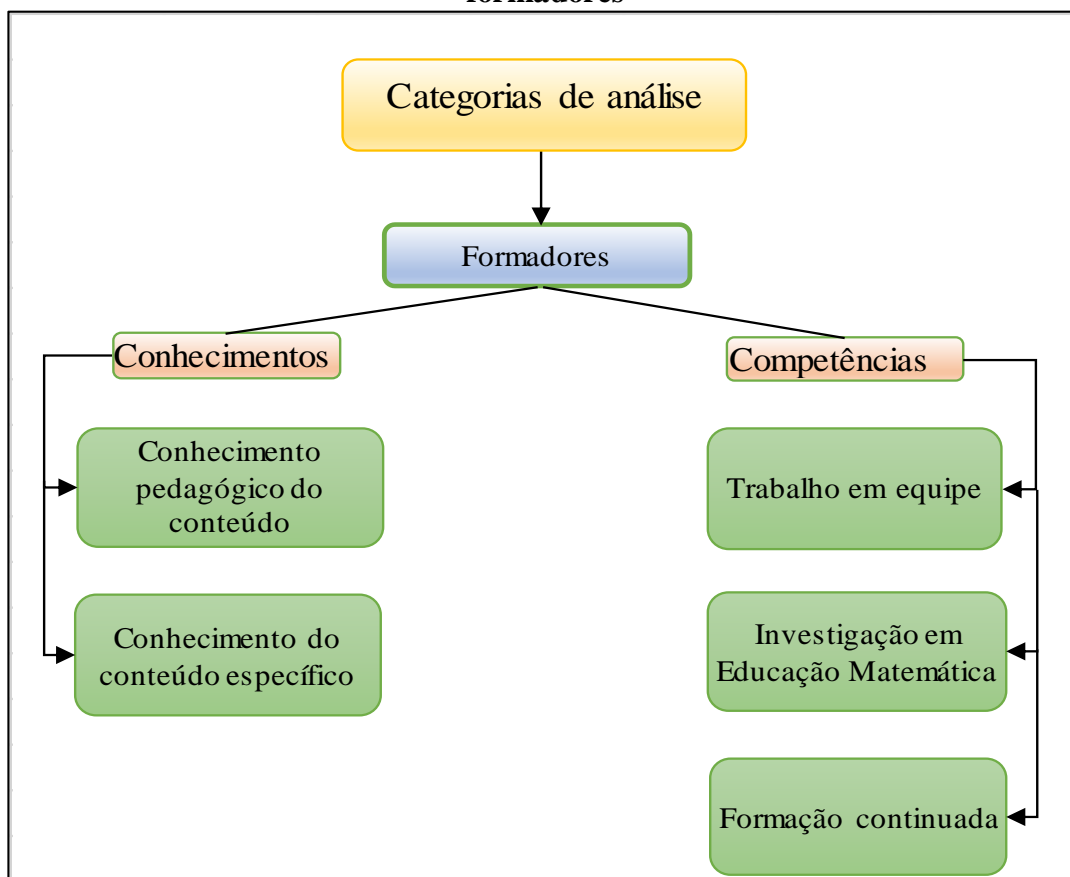 formadores
Categorias de análise
Formadores
Conhecimentos
Competências
Conhecimento
pedagógico do
conteúdo
Trabalho em equipe
Conhecimento do
conteúdo específico
Investigação em
Educação Matemática
Formação continuada